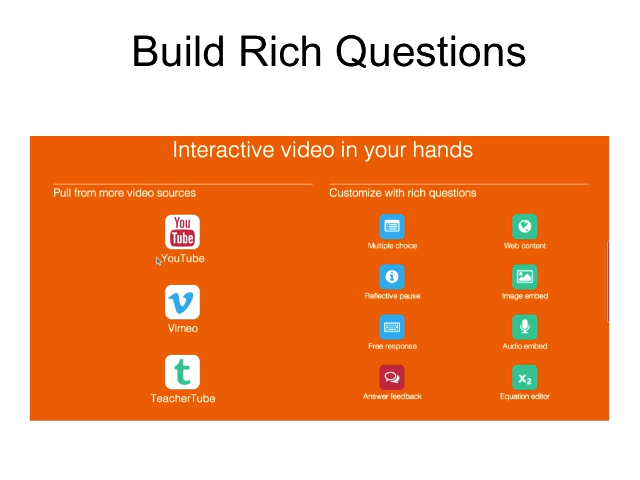 Build Rich Questions
Interactive video in your hands
Pull from more video sources
You
Tube
YouTube
Vimeo
t
TeacherTube
Customize with rich questions
Multiple choice
Web content
Reflective pause
Image embed
Free response
Audio embed
Answer feedback
x₂
Equation editor